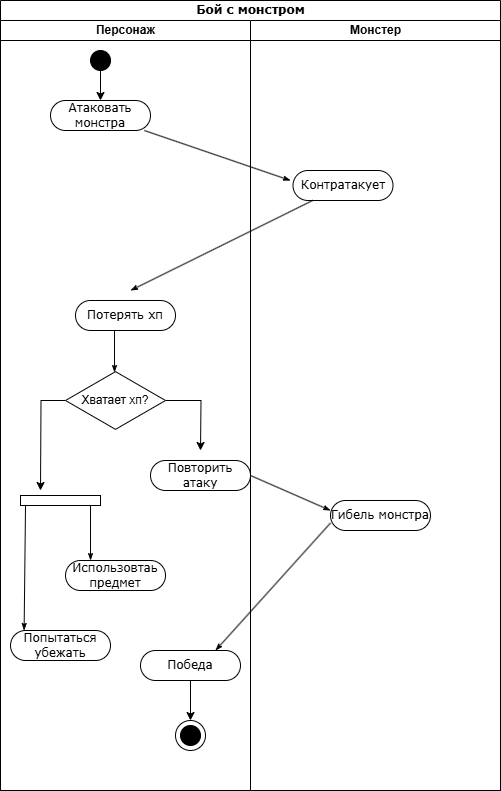 Бой с монстром
Персонаж
Монстер
Атаковать
монстра
Контратакует
Потерять хп
Хватает хп?
Повторить
атаку
Гибель монстра
Использовтаь
предмет
Попытаться
убежать
Победа